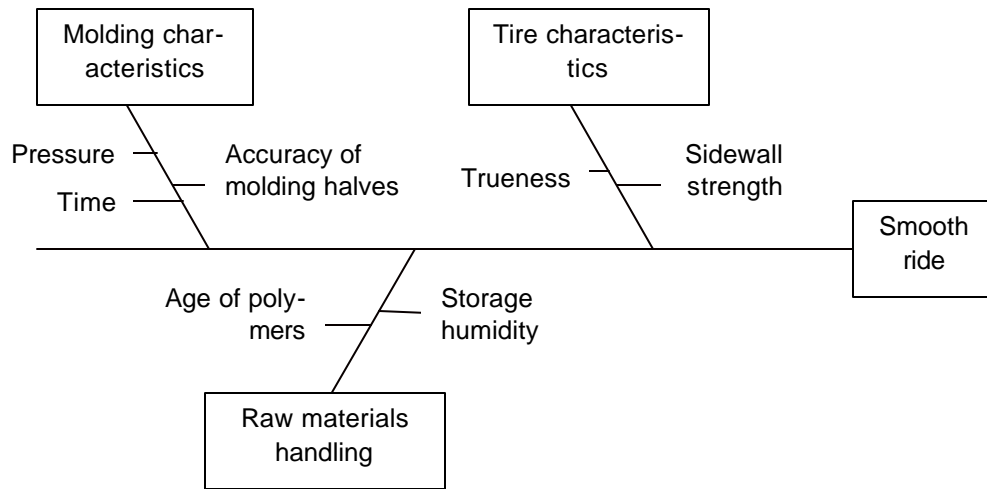 Molding char-
acteristics
Tire characteris-
tics
Pressure
Accuracy of
molding halves
Time
Trueness
Sidewall
strength
Smooth
ride
Age of poly-
mers
Storage
humidity
Raw materials
handling